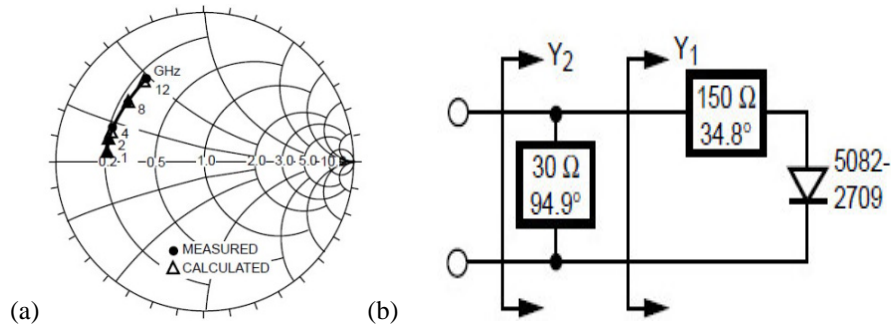 GHz
12
8
4
2
.1
0.2
0.5
1.0
2.0
3.0
5.0
10
MEASURED
CALCULATED
(a)
Y2
Y1
150 Ω
34.8°
30 Ω
94.9°
5082-
2709
(b)